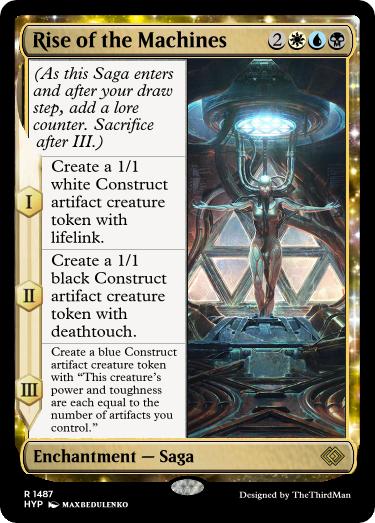 Rise of the Machines 2
(As this Saga enters
and after your draw
step, add a lore
counter. Sacrifice
after III.)
I
Create a 1/1
white Construct
artifact creature
token with
lifelink.
II
Create a 1/1
black Construct
artifact creature
token with
deathtouch.
III
Create a blue Construct
artifact creature token
with “This creature’s
power and toughness
are each equal to the
number of artifacts you
control.”
Enchantment — Saga
R 1487
HYP MAXBEDULENKO
Designed by TheThirdMan